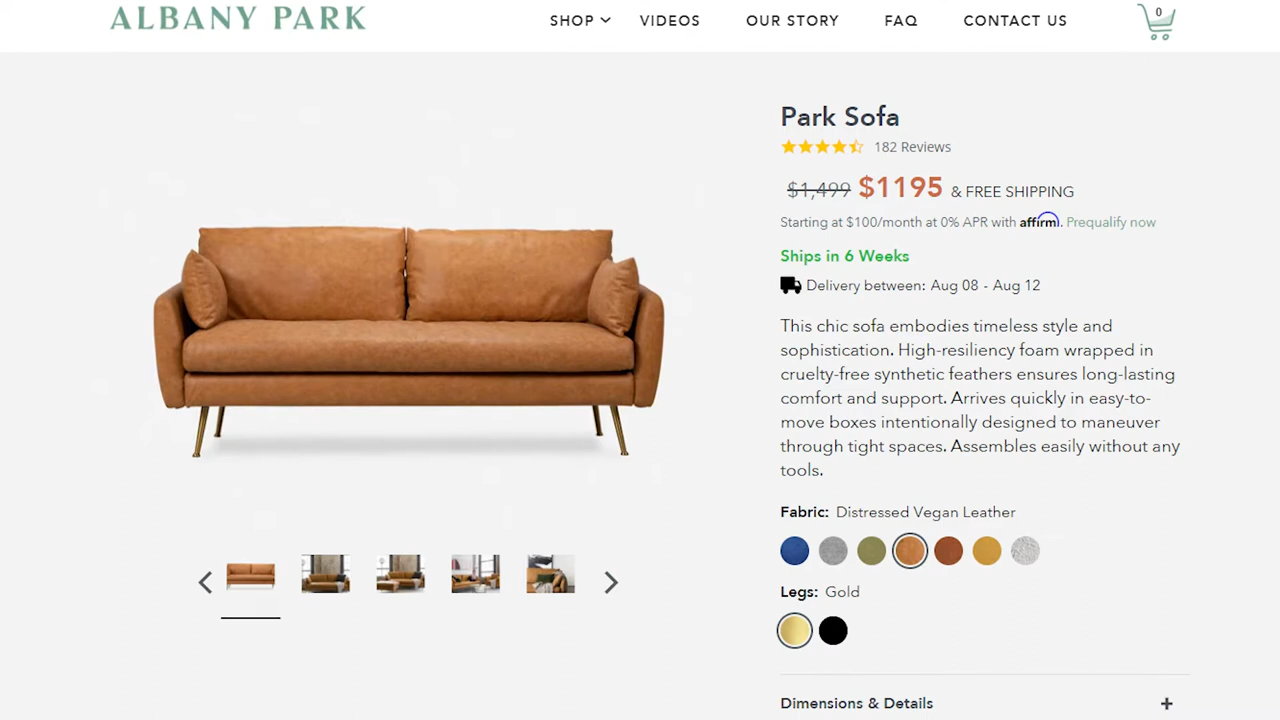 ALBANY PARK
SHOP
VIDEOS
OUR STORY
FAQ
CONTACT US
0
Park Sofa
182 Reviews
$1,499 $1195 & FREE SHIPPING
Starting at $100/month at 0% APR with affirm. Prequalify now
Ships in 6 Weeks
Delivery between: Aug 08 - Aug 12
This chic sofa embodies timeless style and
sophistication. High-resiliency foam wrapped in
cruelty-free synthetic feathers ensures long-lasting
comfort and support. Arrives quickly in easy-to-
move boxes intentionally designed to maneuver
through tight spaces. Assembles easily without any
tools.
Fabric: Distressed Vegan Leather
Legs: Gold
Dimensions & Details +